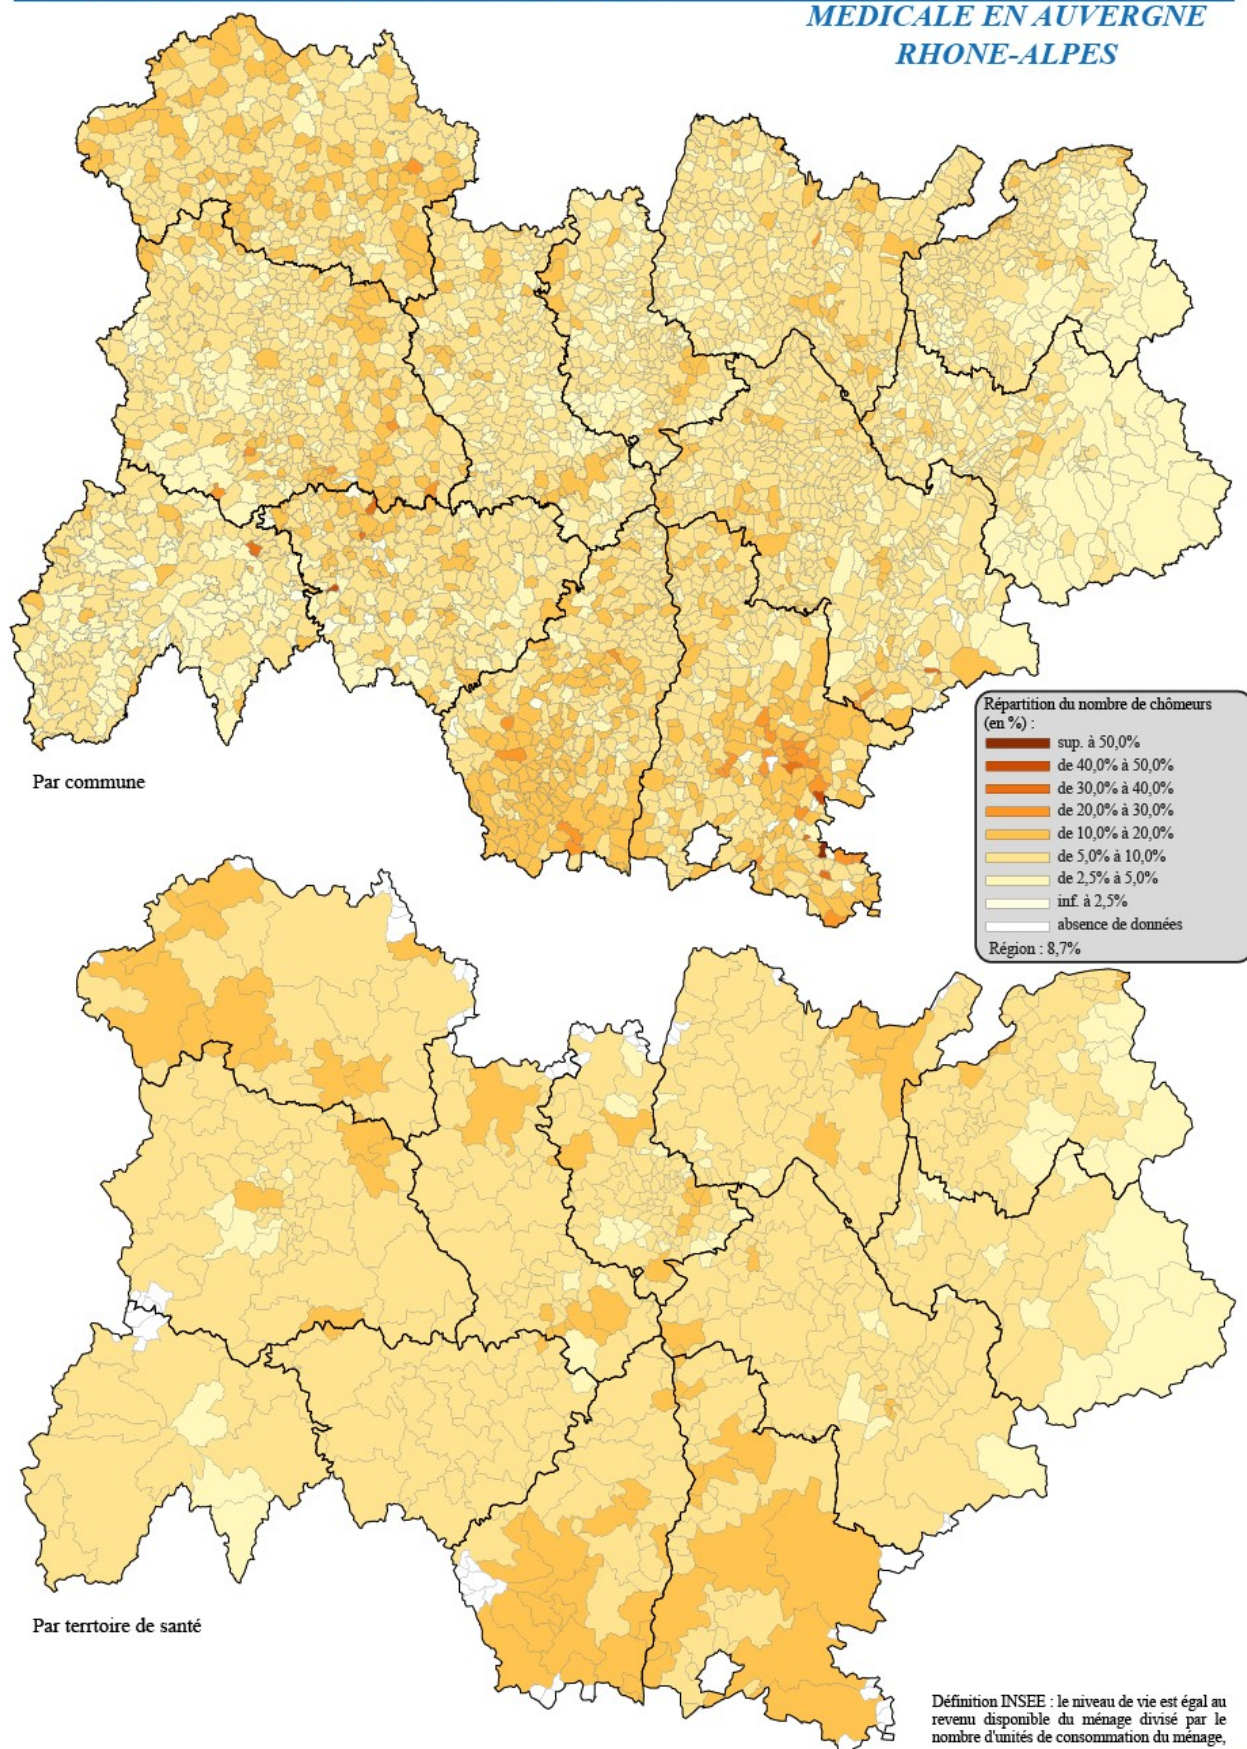 MEDICALE EN AUVERGNE
RHONE-ALPES
Répartition du nombre de chômeurs
(en %) :
sup. à 50,0%
de 40,0% à 50,0%
de 30,0% à 40,0%
de 20,0% à 30,0%
de 10,0% à 20,0%
de 5,0% à 10,0%
de 2,5% à 5,0%
inf. à 2,5%
absence de données
Région : 8,7%
Par commune
Par terrtoire de santé
Définition INSEE : le niveau de vie est égal au
revenu disponible du ménage divisé par le
nombre d'unités de consommation du ménage,